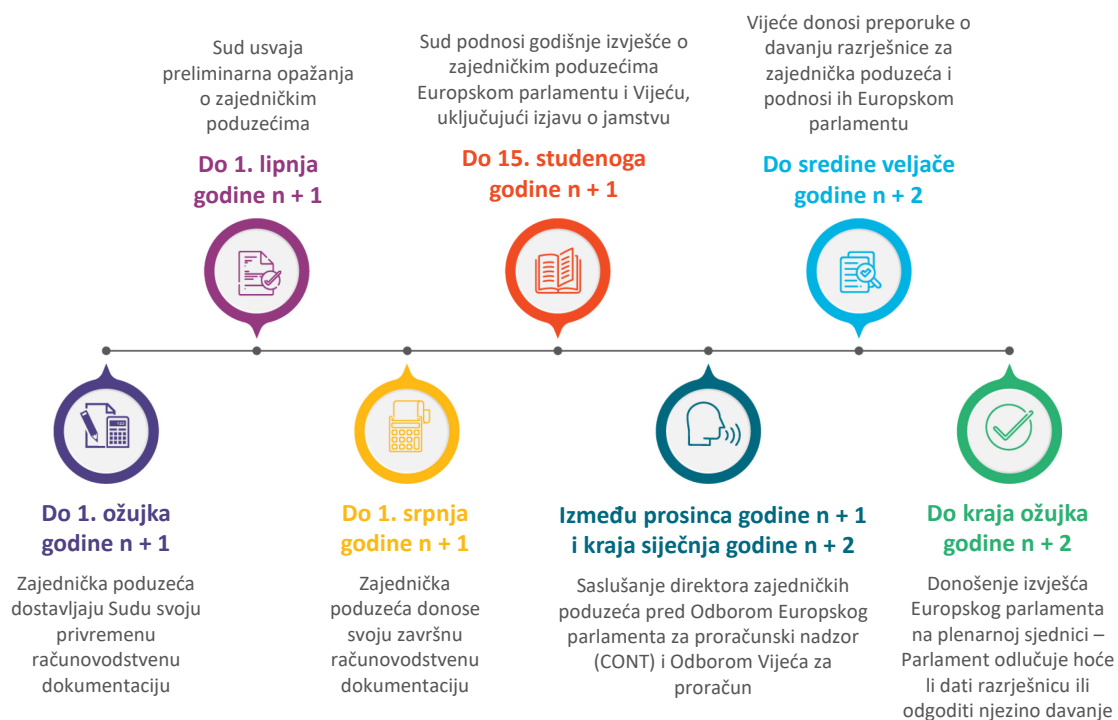 Sud usvaja
preliminarna opažanja
o zajedničkim
poduzećima
Do 1. lipnja
godine n + 1
Sud podnosi godišnje izvješće o
zajedničkim poduzećima
Europskom parlamentu i Vijeću,
uključujući izjavu o jamstvu
Do 15. studenoga
godine n + 1
Vijeće donosi preporuke o
davanju razrješnice za
zajednička poduzeća i
podnosi ih Europskom
parlamentu
Do sredine veljače
godine n + 2
Do 1. ožujka
godine n + 1
Zajednička poduzeća
dostavljaju Sudu svoju
privremenu
računovodstvenu
dokumentaciju
Do 1. srpnja
godine n + 1
Zajednička
poduzeća donose
svoju završnu
računovodstvenu
dokumentaciju
Između prosinca godine n + 1
i kraja siječnja godine n + 2
Saslušanje direktora zajedničkih
poduzeća pred Odborom Europskog
parlamenta za proračunski nadzor
(CONT) i Odborom Vijeća za
proračun
Do kraja ožujka
godine n + 2
Donošenje izvješća
Europskog parlamenta
na plenarnoj sjednici –
Parlament odlučuje hoće
li dati razrješnicu ili
odgoditi njezino davanje